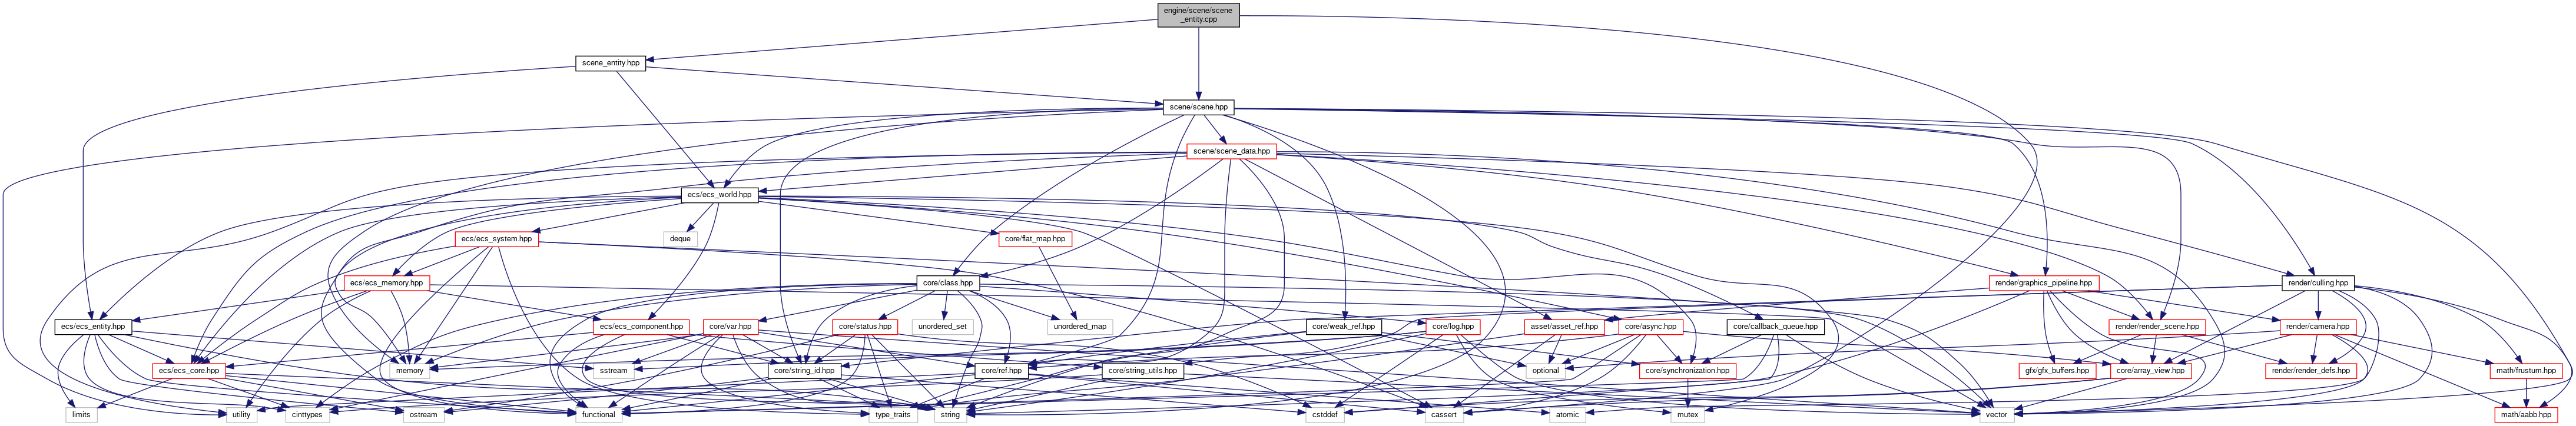 engine/scene/scene
_entity.cpp
scene_entity.hpp
scene/scene.hpp
scene/scene_data.hpp
ecs/ecs_world.hpp
ecs/ecs_system.hpp
deque
core/flat_map.hpp
ecs/ecs_memory.hpp
core/class.hpp
render/graphics_pipeline.hpp
render/culling.hpp
ecs/ecs_entity.hpp
ecs/ecs_component.hpp
core/var.hpp
core/status.hpp
unordered_set
unordered_map
core/weak_ref.hpp
core/log.hpp
asset/asset_ref.hpp
core/async.hpp
core/callback_queue.hpp
render/render_scene.hpp
render/camera.hpp
ecs/ecs_core.hpp
memory
sstream
core/string_id.hpp
core/ref.hpp
core/string_utils.hpp
optional
core/synchronization.hpp
gfx/gfx_buffers.hpp
core/array_view.hpp
render/render_defs.hpp
math/frustum.hpp
limits
utility
cinttypes
ostream
functional
type_traits
string
cstddef
cassert
atomic
mutex
vector
math/aabb.hpp